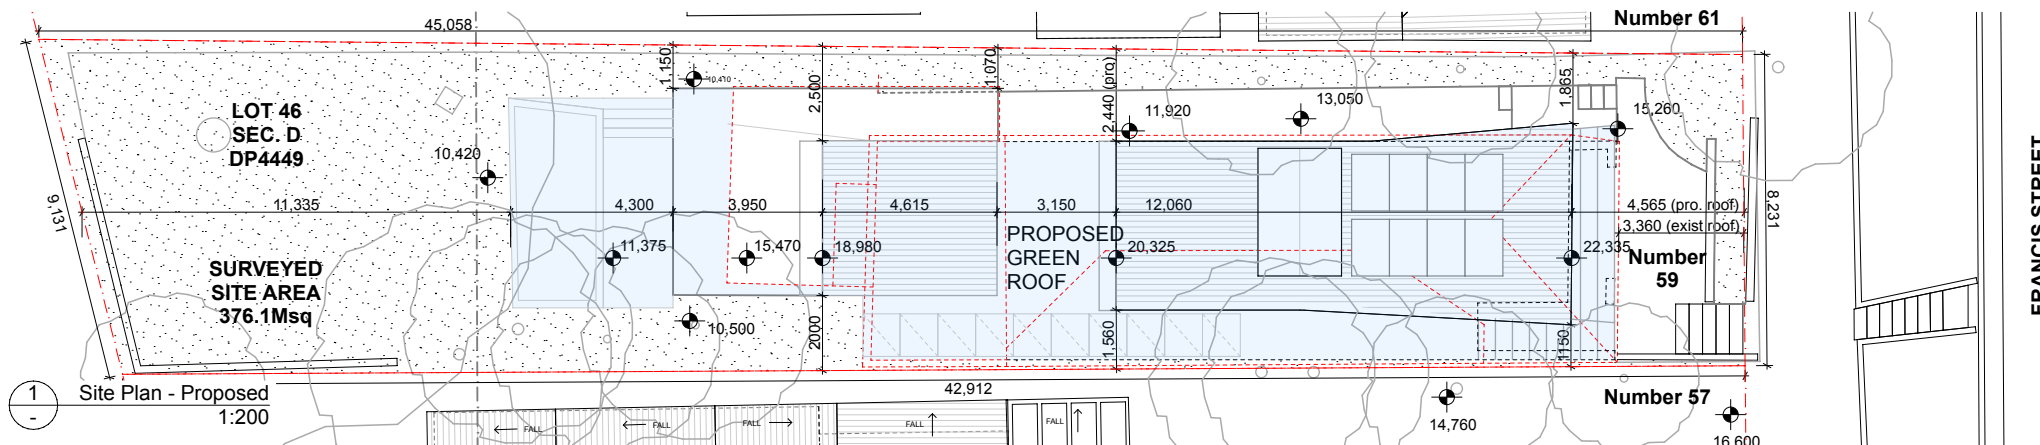 45,058
Number 61
1,150
10,410
2,500
1,070
2,440 (pro)
11,920
13,050
1,865
15,260
LOT 46
SEC. D
DP4449
10,420
9,131
11,335
4,300
3,950
4,615
3,150
12,060
4,565 (pro. roof)
3,360 (exist roof)
8,231
FRANCIS STREET
11,375
15,470
18,980
PROPOSED
GREEN
ROOF
20,325
22,335
Number
59
SURVEYED
SITE AREA
376.1Msq
10,500
2000
1,560
1150
1
-
Site Plan - Proposed
1:200
42,912
Number 57
FALL
FALL
FALL
FALL
FALL
14,760
16,600